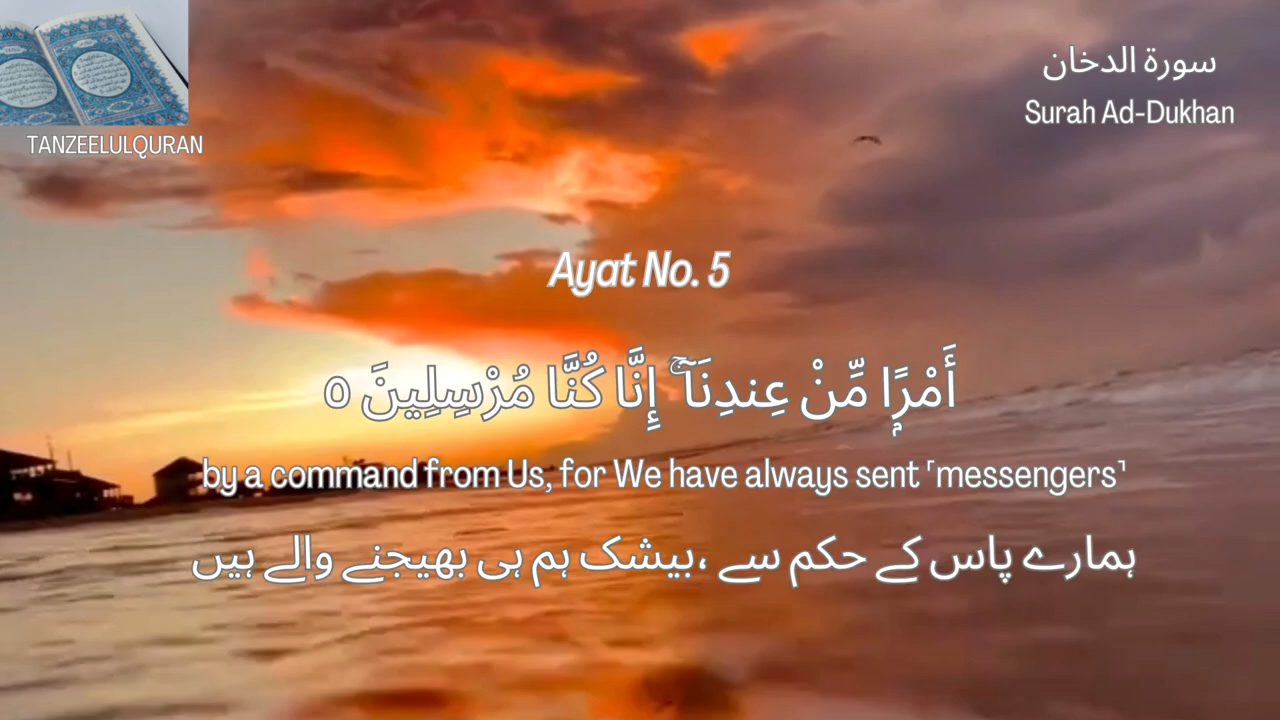 سورة الدخان
Surah Ad-Dukhan
TANZEELULQURAN
Ayat No. 5
أَمْرًۭا مِّنْ عِندِنَآ ۚ إِنَّا كُنَّا مُرْسِلِينَ ٥
by a command from Us, for We have always sent ˹messengers˺
ہمارے پاس کے حکم سے ،بیشک ہم ہی بھیجنے والے ہیں